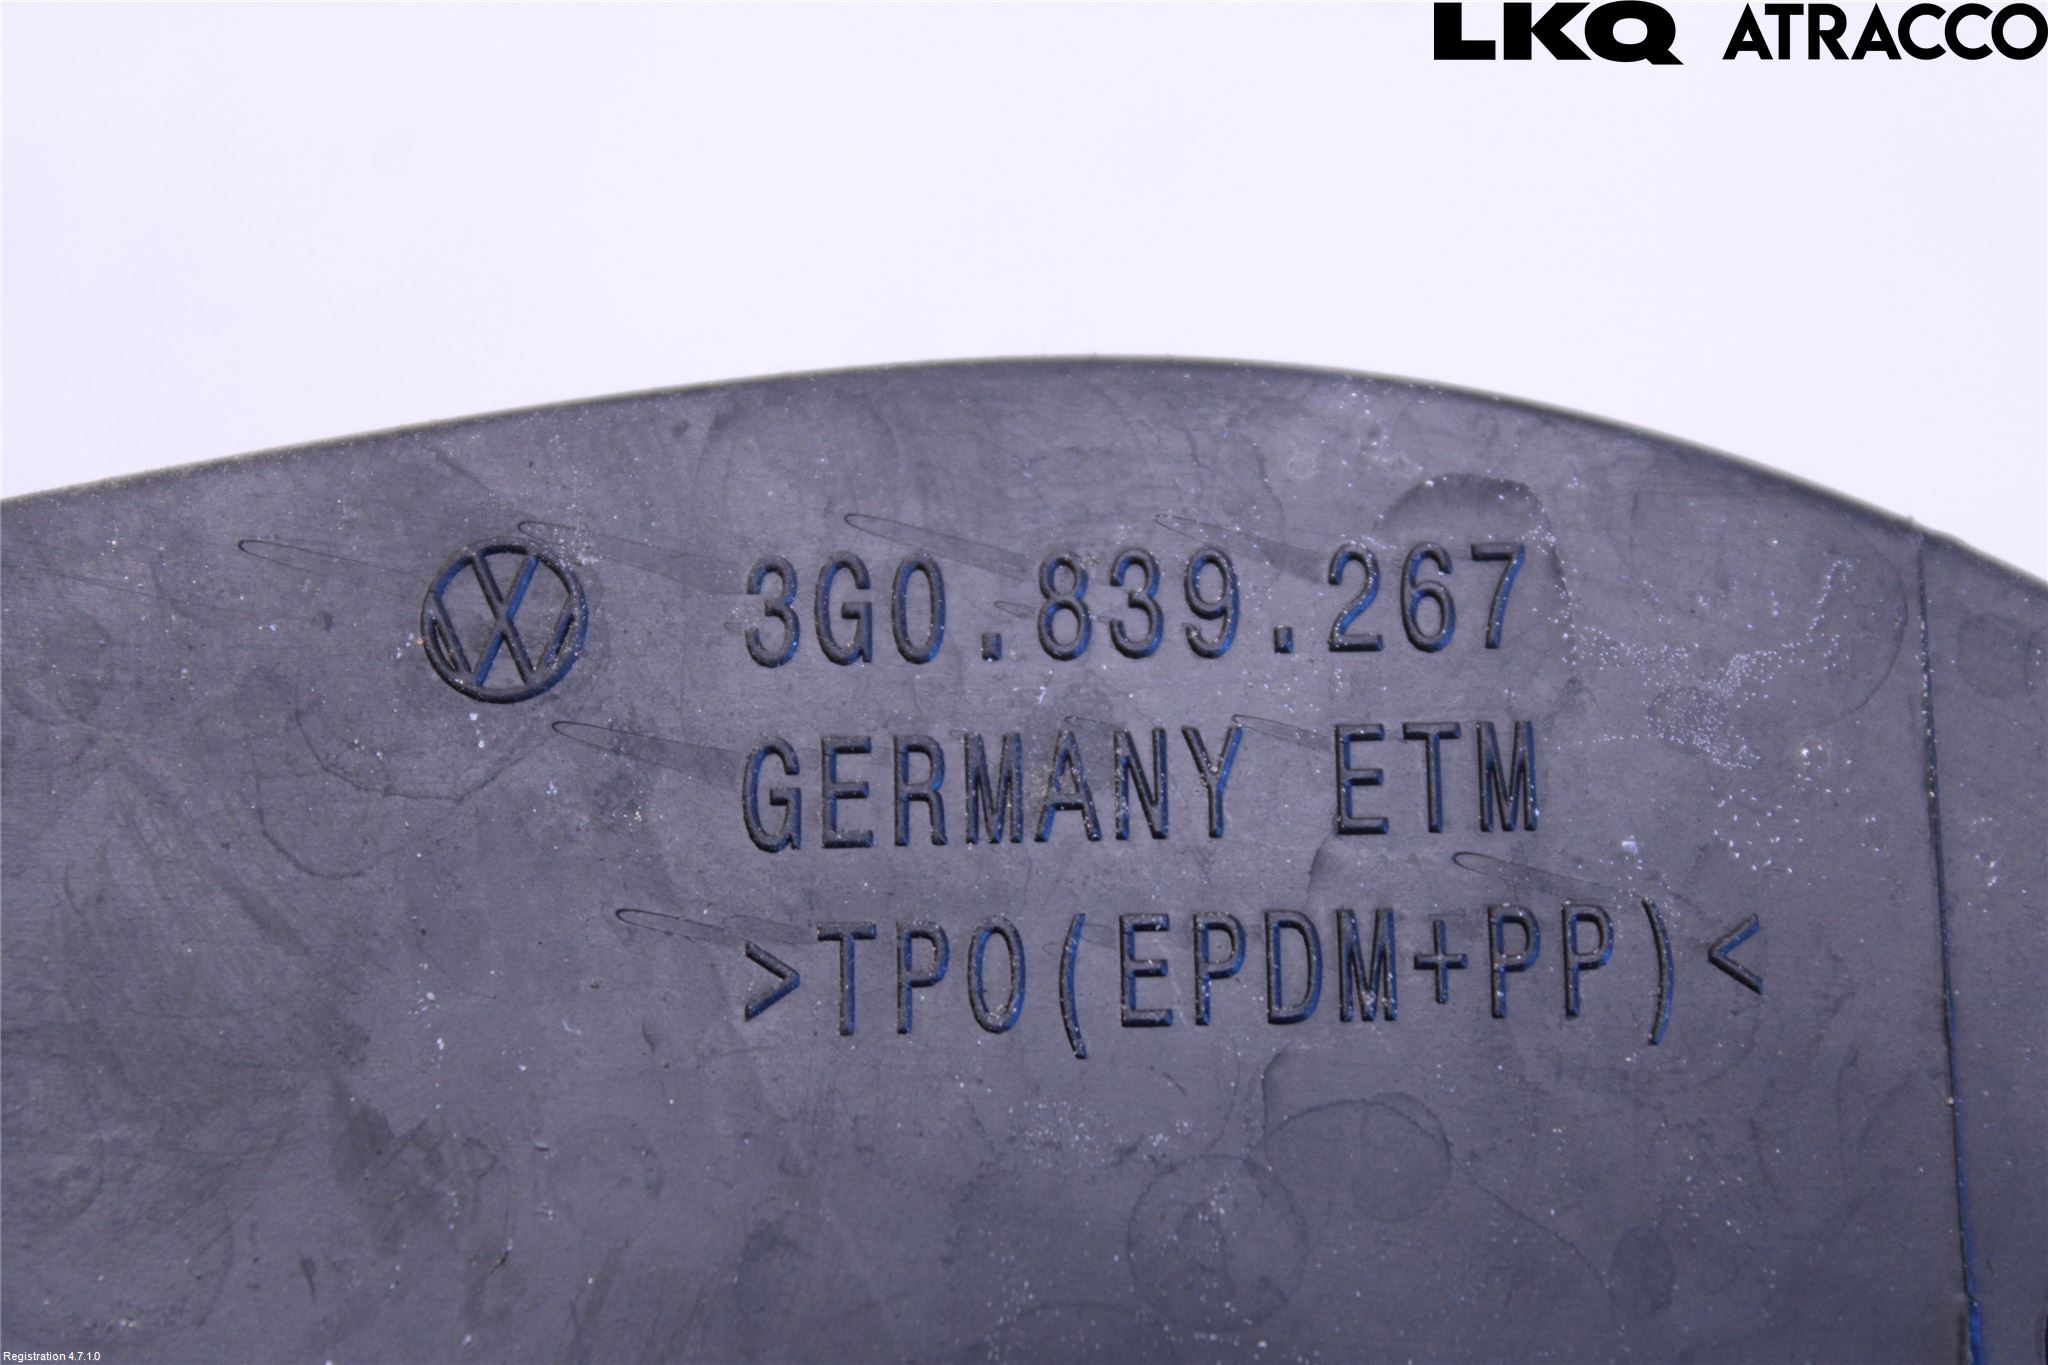 LKQ ATRACCO
3G0.839.267
GERMANY ETM
>TPO(EPDM+PP)<
Registration 4.7.1.0